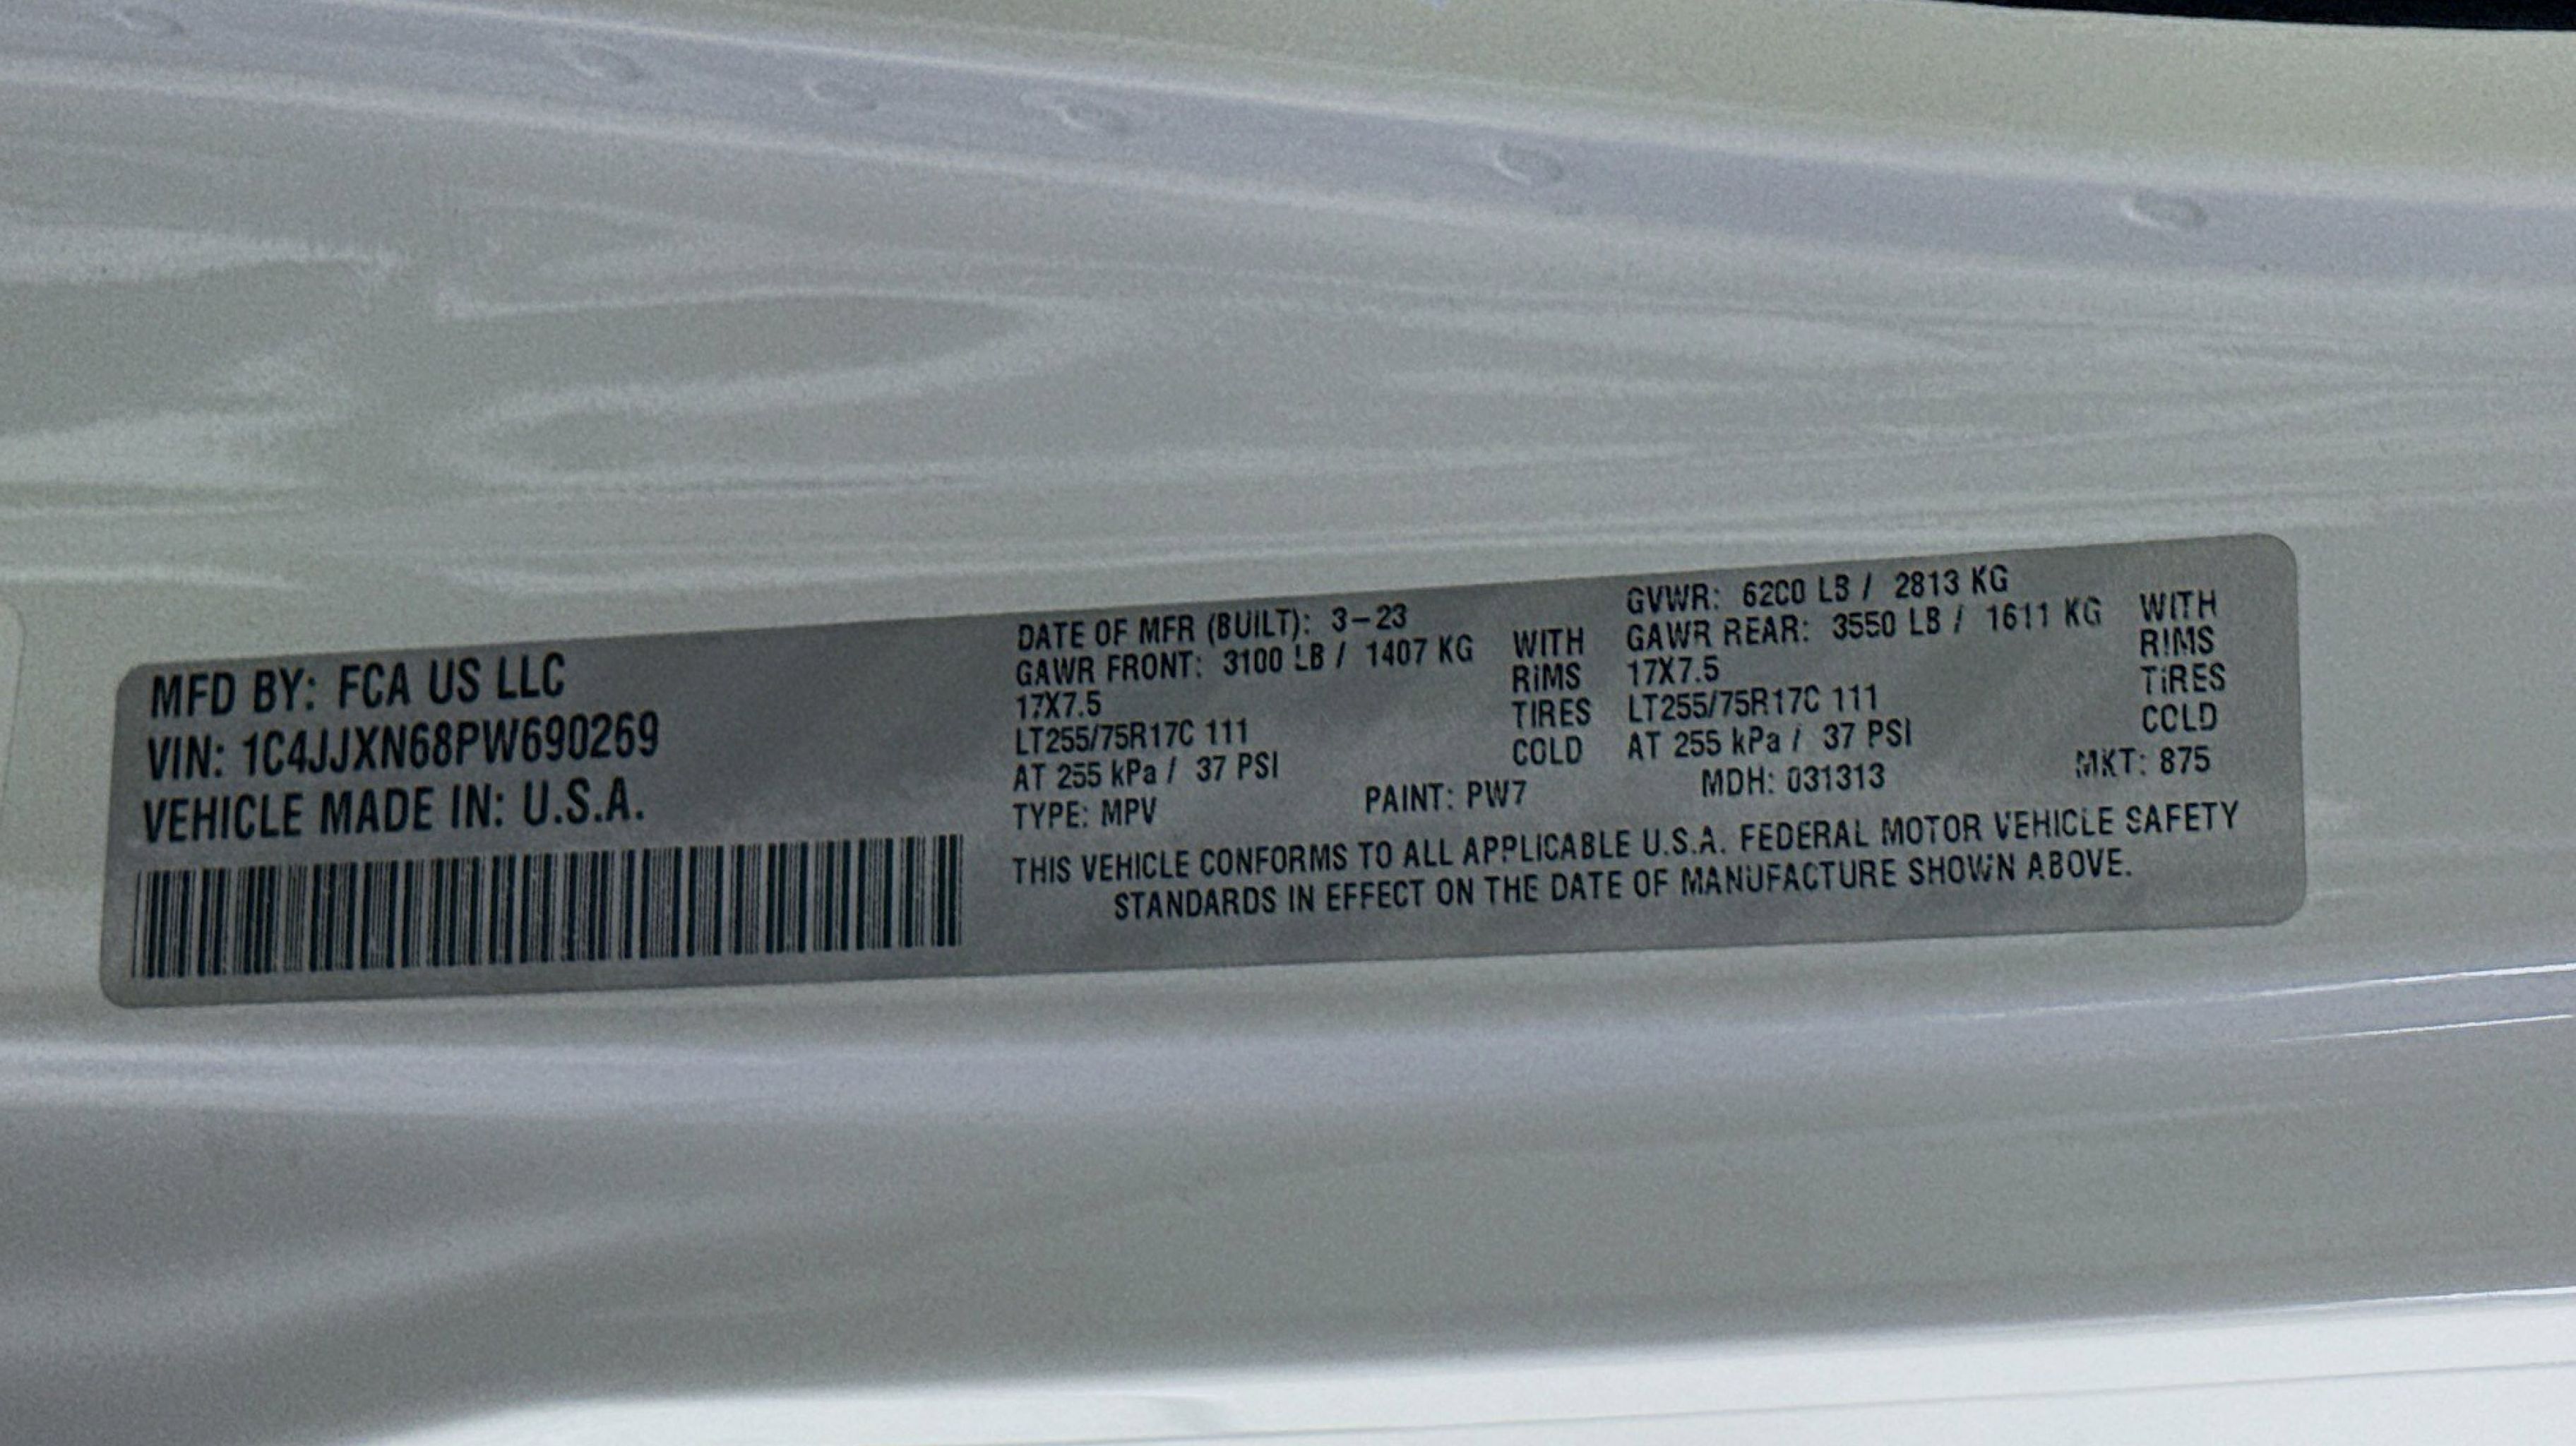 MFD BY: FCA US LLC
VIN: 1C4JJXN68PW690269
VEHICLE MADE IN: U.S.A.
DATE OF MFR (BUILT): 3-23 GVWR: 6200 LB / 2813 KG
GAWR FRONT: 3100 LB / 1407 KG WITH GAWR REAR: 3550 LB / 1611 KG WITH
17X7.5 RIMS 17X7.5 RIMS
LT255/75R17C 111 TIRES LT255/75R17C 111 TIRES
AT 255 kPa / 37 PSI COLD AT 255 kPa / 37 PSI COLD
TYPE: MPV PAINT: PW7 MDH: 031313 MKT: 875
THIS VEHICLE CONFORMS TO ALL APPLICABLE U.S.A. FEDERAL MOTOR VEHICLE SAFETY
STANDARDS IN EFFECT ON THE DATE OF MANUFACTURE SHOWN ABOVE.